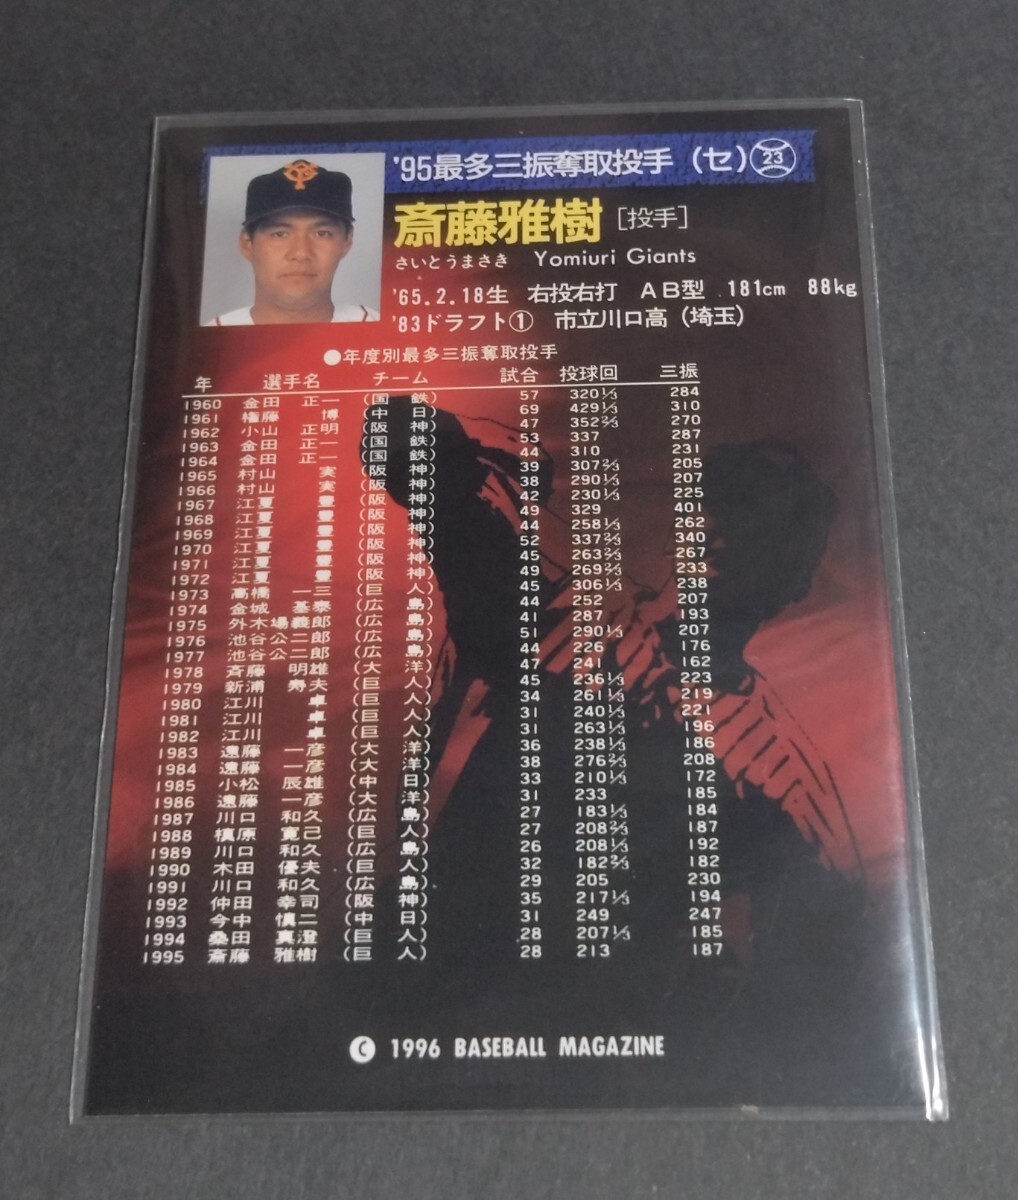 '95最多三振奪取投手（セ） 23
斎藤雅樹 [投手]
さいとうまさき Yomiuri Giants
'65.2.18生 右投右打 AB型 181cm 88kg
'83ドラフト① 市立川口高（埼玉）
●年度別最多三振奪取投手
年 選手名 チーム 試合 投球回 三振
1960 金田正一 (国鉄) 57 320⅓ 284
1961 権藤博 (中日) 69 429⅓ 310
1962 小山正明 (阪神) 47 352⅔ 270
1963 金田正一 (国鉄) 53 337 287
1964 金田正一 (国鉄) 44 310 231
1965 村山実 (阪神) 39 307⅔ 205
1966 村山実 (阪神) 38 290⅓ 207
1967 江夏豊 (阪神) 42 230⅓ 225
1968 江夏豊 (阪神) 49 329 401
1969 江夏豊 (阪神) 44 258⅓ 262
1970 江夏豊 (阪神) 52 337⅔ 340
1971 江夏豊 (阪神) 45 263⅔ 267
1972 江夏豊 (阪神) 49 269⅔ 233
1973 高橋一三 (巨人) 45 306⅓ 238
1974 金城基泰 (広島) 44 252 207
1975 外木場義郎 (広島) 41 287 193
1976 池谷公二郎 (広島) 51 290⅓ 207
1977 池谷公二郎 (広島) 44 226 176
1978 斉藤明雄 (大洋) 47 241 162
1979 新浦寿夫 (巨人) 45 236⅓ 223
1980 江川卓 (巨人) 34 261⅓ 219
1981 江川卓 (巨人) 31 240⅓ 221
1982 江川卓 (巨人) 31 263⅓ 196
1983 遠藤一彦 (大洋) 36 238⅓ 186
1984 遠藤一彦 (大洋) 38 276⅔ 208
1985 小松辰雄 (中日) 33 210⅓ 172
1986 遠藤一彦 (大洋) 31 233 185
1987 川口和久 (広島) 27 183⅓ 184
1988 槙原寛己 (巨人) 27 208⅔ 187
1989 川口和久 (広島) 26 208⅓ 192
1990 木田優夫 (巨人) 32 182⅔ 182
1991 川口和久 (広島) 29 205 230
1992 仲田幸司 (阪神) 35 217⅓ 194
1993 今中慎二 (中日) 31 249 247
1994 桑田真澄 (巨人) 28 207⅓ 185
1995 斎藤雅樹 (巨人) 28 213 187
© 1996 BASEBALL MAGAZINE